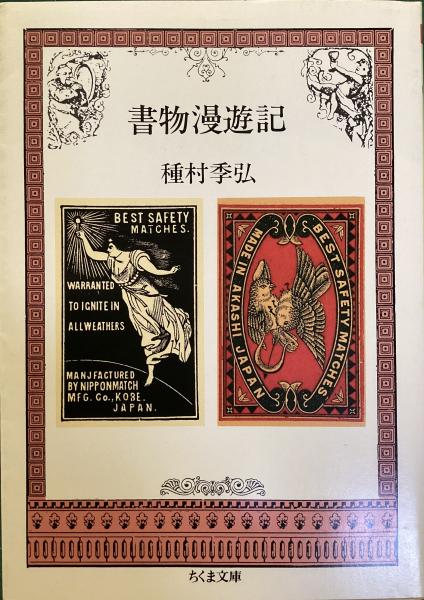 書物漫遊記
種村季弘
BEST SAFETY
MATCHES.
WARRANTED
TO IGNITE IN
ALLWEATHERS
MANJFACTURED
BY NIPPONMATCH
MFG. Co., KOBE.
JAPAN.
BEST SAFETY MATCHES
MADE IN AKASHI, JAPAN
ちくま文庫